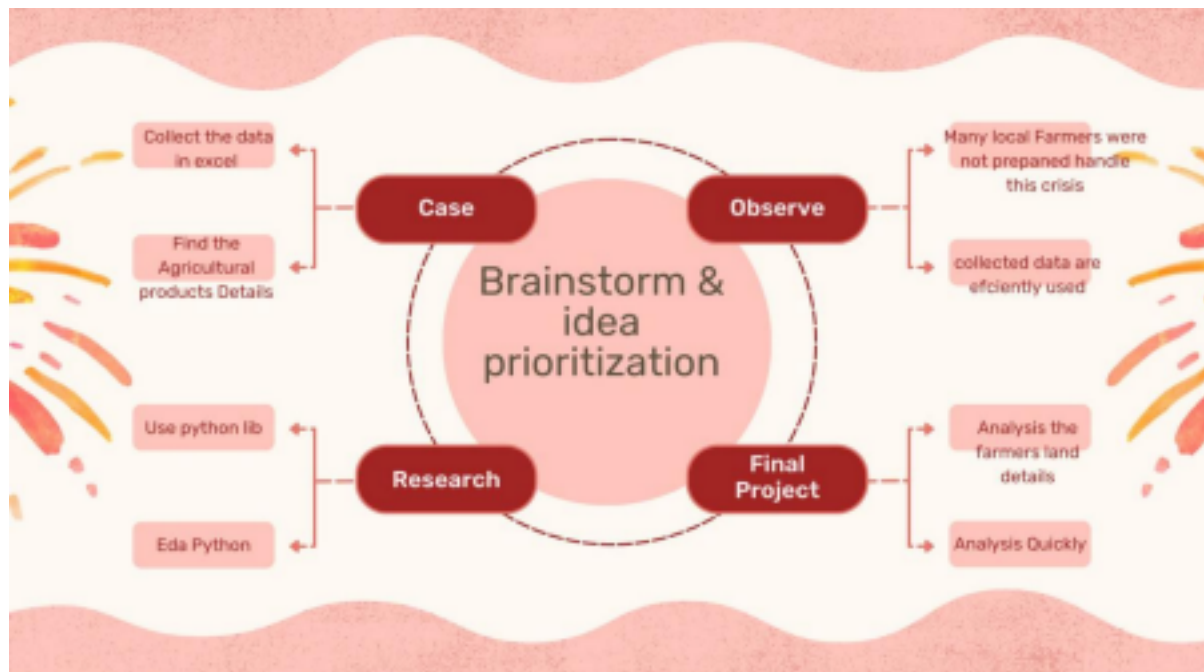 Collect the data
in excel
Case
Find the
Agricultural
products Details
Observe
Many local Farmers were
not prepaned handle
this crisis
collected data are
efciently used
Brainstorm &
idea
prioritization
Use python lib
Research
Eda Python
Final
Project
Analysis the
farmers land
details
Analysis Quickly